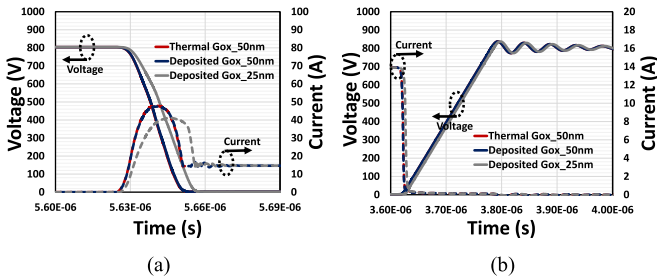 1000
900
800
700
600
500
400
300
200
100
0
Voltage (V)
80
70
60
50
40
30
20
10
0
Current (A)
Voltage
Thermal Gox_50nm
Deposited Gox_50nm
Deposited Gox_25nm
Current
5.60E-06 5.63E-06 5.66E-06 5.69E-06
Time (s)
(a)
1000
900
800
700
600
500
400
300
200
100
0
Voltage (V)
20
18
16
14
12
10
8
6
4
2
0
Current (A)
Current
Voltage
Thermal Gox_50nm
Deposited Gox_50nm
Deposited Gox_25nm
3.60E-06 3.70E-06 3.80E-06 3.90E-06 4.00E-06
Time (s)
(b)